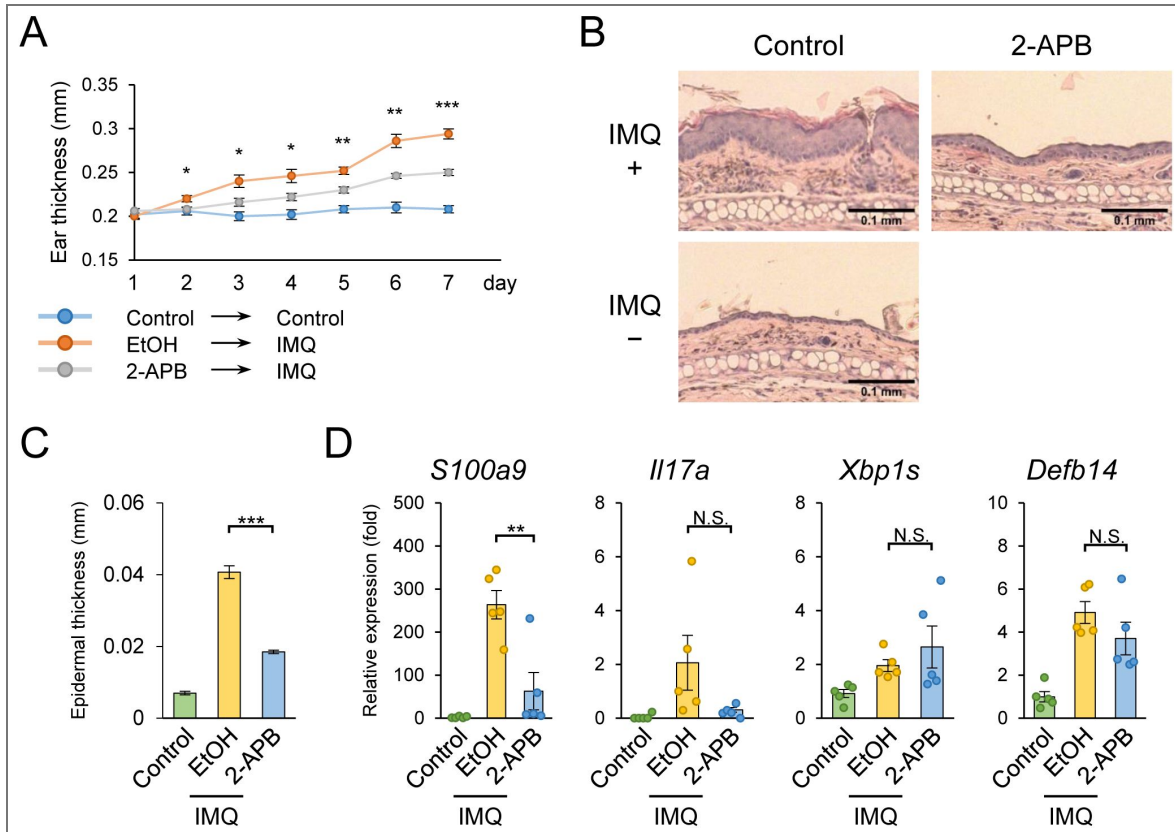 A
Ear thickness (mm)
0.35
0.3
0.25
0.2
0.15
* * * ** ** ***
1 2 3 4 5 6 7 day
Control → Control
EtOH → IMQ
2-APB → IMQ
B
Control 2-APB
IMQ
+
0.1 mm
0.1 mm
IMQ
–
0.1 mm
C
Epidermal thickness (mm)
0.06
0.04
0.02
0
***
Control
EtOH
2-APB
IMQ
D
Relative expression (fold)
S100a9
500
400
300
200
100
0
**
Control
EtOH
2-APB
IMQ
Il17a
8
6
4
2
0
N.S.
Control
EtOH
2-APB
IMQ
Xbp1s
8
6
4
2
0
N.S.
Control
EtOH
2-APB
IMQ
Defb14
10
8
6
4
2
0
N.S.
Control
EtOH
2-APB
IMQ